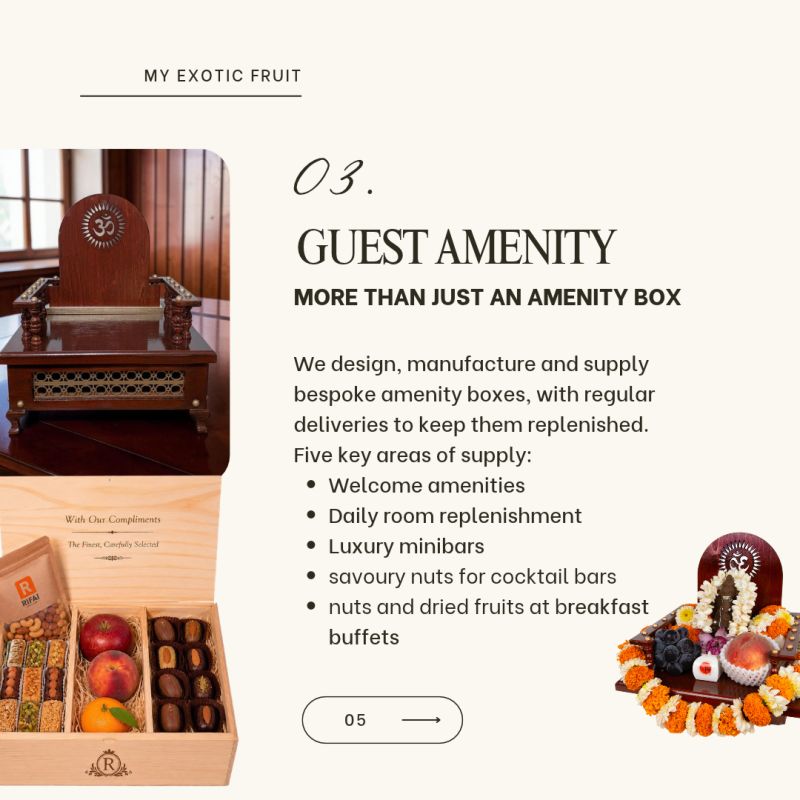 MY EXOTIC FRUIT
03.
GUEST AMENITY
MORE THAN JUST AN AMENITY BOX
We design, manufacture and supply
bespoke amenity boxes, with regular
deliveries to keep them replenished.
Five key areas of supply:
• Welcome amenities
• Daily room replenishment
• Luxury minibars
• savoury nuts for cocktail bars
• nuts and dried fruits at breakfast
buffets
05
ॐ
With Our Compliments
The Finest, Carefully Selected
RIFAI
R
ॐ